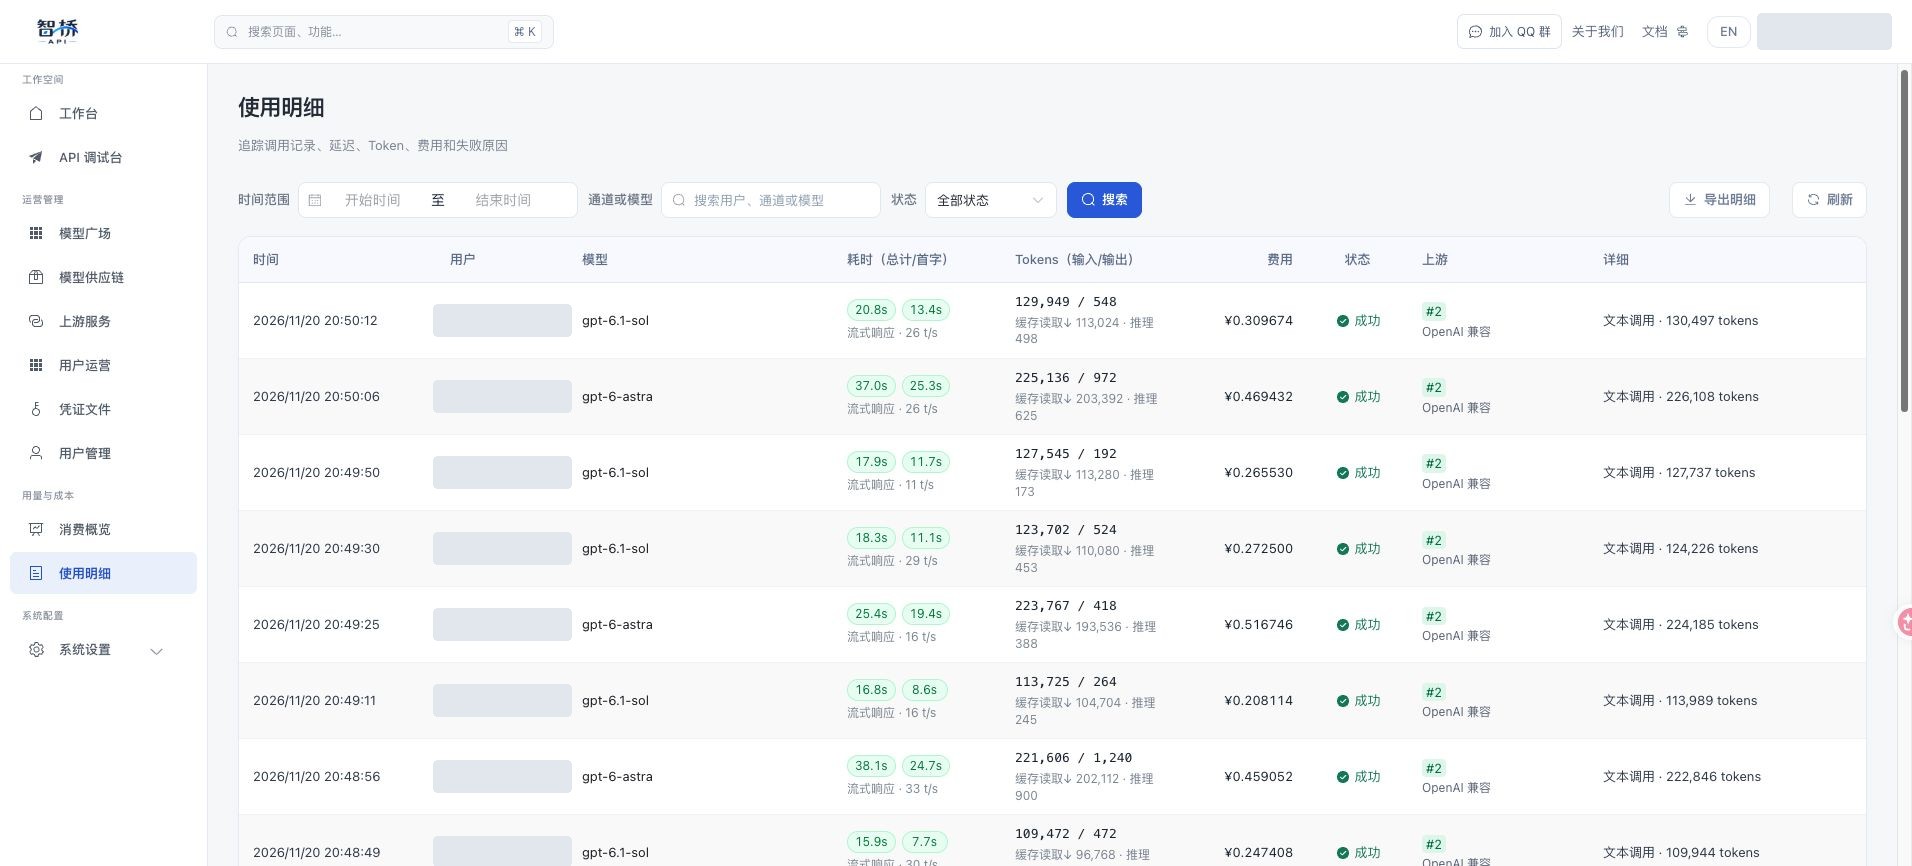 智桥
API
搜索页面、功能...
⌘ K
加入 QQ 群
关于我们
文档
EN
工作空间
工作台
API 调试台
运营管理
模型广场
模型供应链
上游服务
用户运营
凭证文件
用户管理
用量与成本
消费概览
使用明细
系统配置
系统设置
使用明细
追踪调用记录、延迟、Token、费用和失败原因
时间范围 开始时间 至 结束时间 通道或模型 搜索用户、通道或模型 状态 全部状态 搜索 导出明细 刷新
时间 用户 模型 耗时（总计/首字） Tokens（输入/输出） 费用 状态 上游 详细
2026/11/20 20:50:12 gpt-6.1-sol 20.8s 13.4s 129,949 / 548 ¥0.309674 成功 #2 文本调用 · 130,497 tokens
流式响应 · 26 t/s 缓存读取↓ 113,024 · 推理 OpenAI 兼容
498
2026/11/20 20:50:06 gpt-6-astra 37.0s 25.3s 225,136 / 972 ¥0.469432 成功 #2 文本调用 · 226,108 tokens
流式响应 · 26 t/s 缓存读取↓ 203,392 · 推理 OpenAI 兼容
625
2026/11/20 20:49:50 gpt-6.1-sol 17.9s 11.7s 127,545 / 192 ¥0.265530 成功 #2 文本调用 · 127,737 tokens
流式响应 · 11 t/s 缓存读取↓ 113,280 · 推理 OpenAI 兼容
173
2026/11/20 20:49:30 gpt-6.1-sol 18.3s 11.1s 123,702 / 524 ¥0.272500 成功 #2 文本调用 · 124,226 tokens
流式响应 · 29 t/s 缓存读取↓ 110,080 · 推理 OpenAI 兼容
453
2026/11/20 20:49:25 gpt-6-astra 25.4s 19.4s 223,767 / 418 ¥0.516746 成功 #2 文本调用 · 224,185 tokens
流式响应 · 16 t/s 缓存读取↓ 193,536 · 推理 OpenAI 兼容
388
2026/11/20 20:49:11 gpt-6.1-sol 16.8s 8.6s 113,725 / 264 ¥0.208114 成功 #2 文本调用 · 113,989 tokens
流式响应 · 16 t/s 缓存读取↓ 104,704 · 推理 OpenAI 兼容
245
2026/11/20 20:48:56 gpt-6-astra 38.1s 24.7s 221,606 / 1,240 ¥0.459052 成功 #2 文本调用 · 222,846 tokens
流式响应 · 33 t/s 缓存读取↓ 202,112 · 推理 OpenAI 兼容
900
2026/11/20 20:48:49 gpt-6.1-sol 15.9s 7.7s 109,472 / 472 ¥0.247408 成功 #2 文本调用 · 109,944 tokens
流式响应 · 30 t/s 缓存读取↓ 96,768 · 推理 OpenAI 兼容